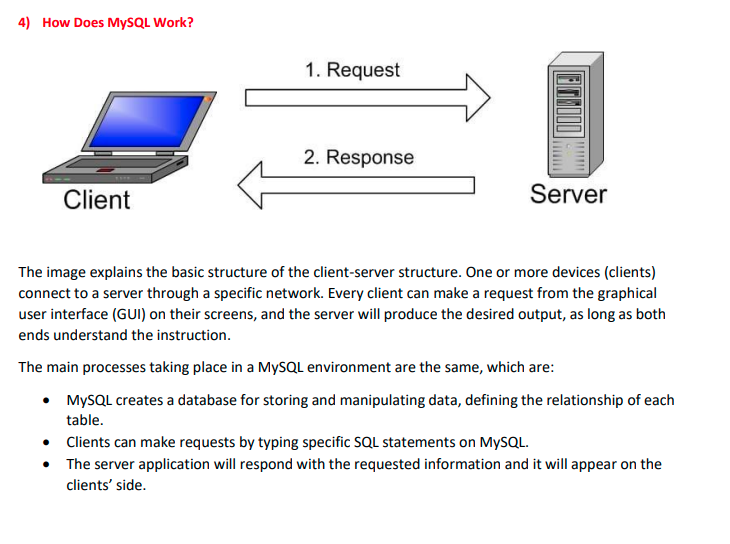 4) How Does MySQL Work?
1. Request
2. Response
Client
Server
The image explains the basic structure of the client-server structure. One or more devices (clients)
connect to a server through a specific network. Every client can make a request from the graphical
user interface (GUI) on their screens, and the server will produce the desired output, as long as both
ends understand the instruction.
The main processes taking place in a MySQL environment are the same, which are:
• MySQL creates a database for storing and manipulating data, defining the relationship of each
table.
• Clients can make requests by typing specific SQL statements on MySQL.
• The server application will respond with the requested information and it will appear on the
clients’ side.